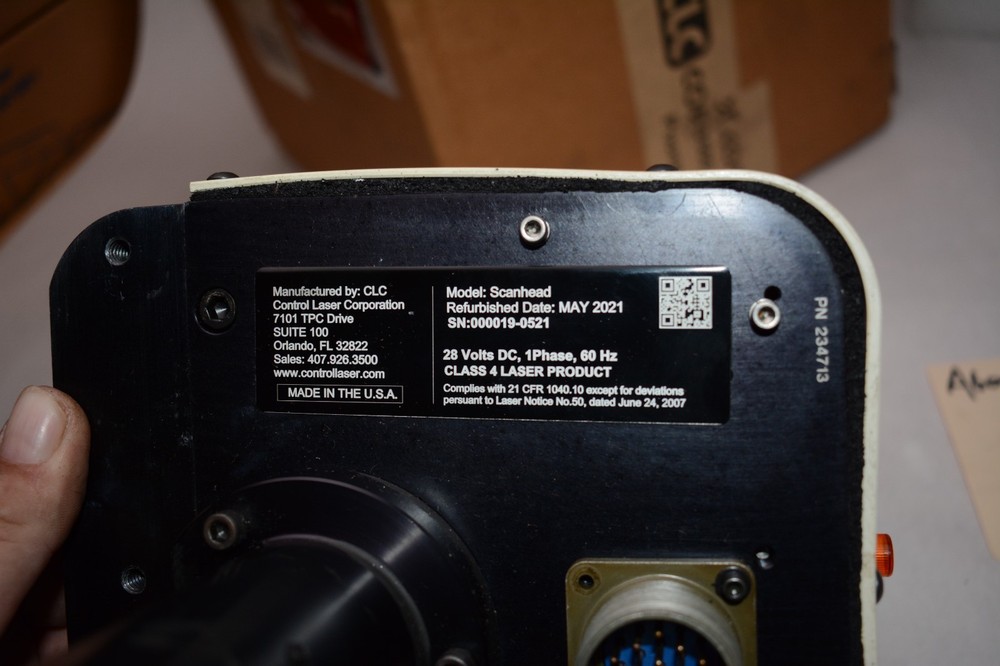 Manufactured by: CLC
Control Laser Corporation
7101 TPC Drive
SUITE 100
Orlando, FL 32822
Sales: 407.926.3500
www.controllaser.com
MADE IN THE U.S.A.
Model: Scanhead
Refurbished Date: MAY 2021
SN:000019-0521
28 Volts DC, 1Phase, 60 Hz
CLASS 4 LASER PRODUCT
Complies with 21 CFR 1040.10 except for deviations
pursuant to Laser Notice No.50, dated June 24, 2007
PN 234713